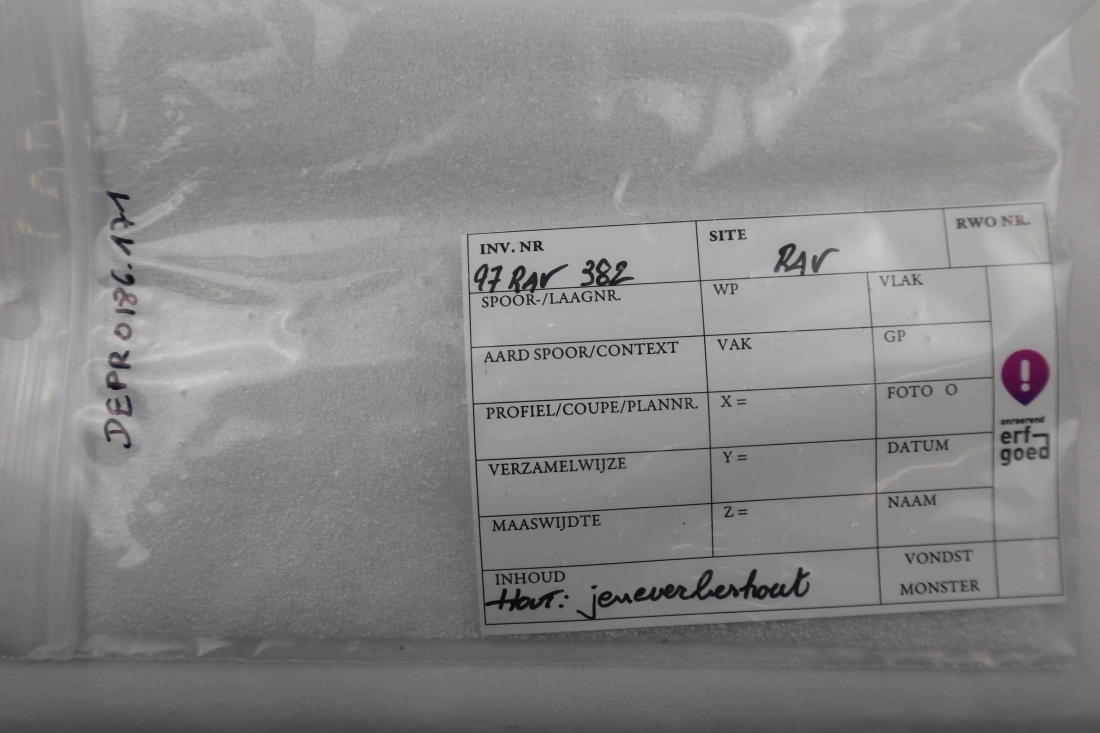 DEPRO186.171
INV. NR
97 RAV 382
SITE
RAV
RWO NR.
SPOOR-/LAAGNR.
WP
VLAK
AARD SPOOR/CONTEXT
VAK
GP
PROFIEL/COUPE/PLANNR.
X =
FOTO O
VERZAMELWIJZE
Y =
DATUM
MAASWIJDTE
Z =
NAAM
INHOUD
Hout: jeneverbeshout
VONDST
MONSTER
onroerend
erf-
goed